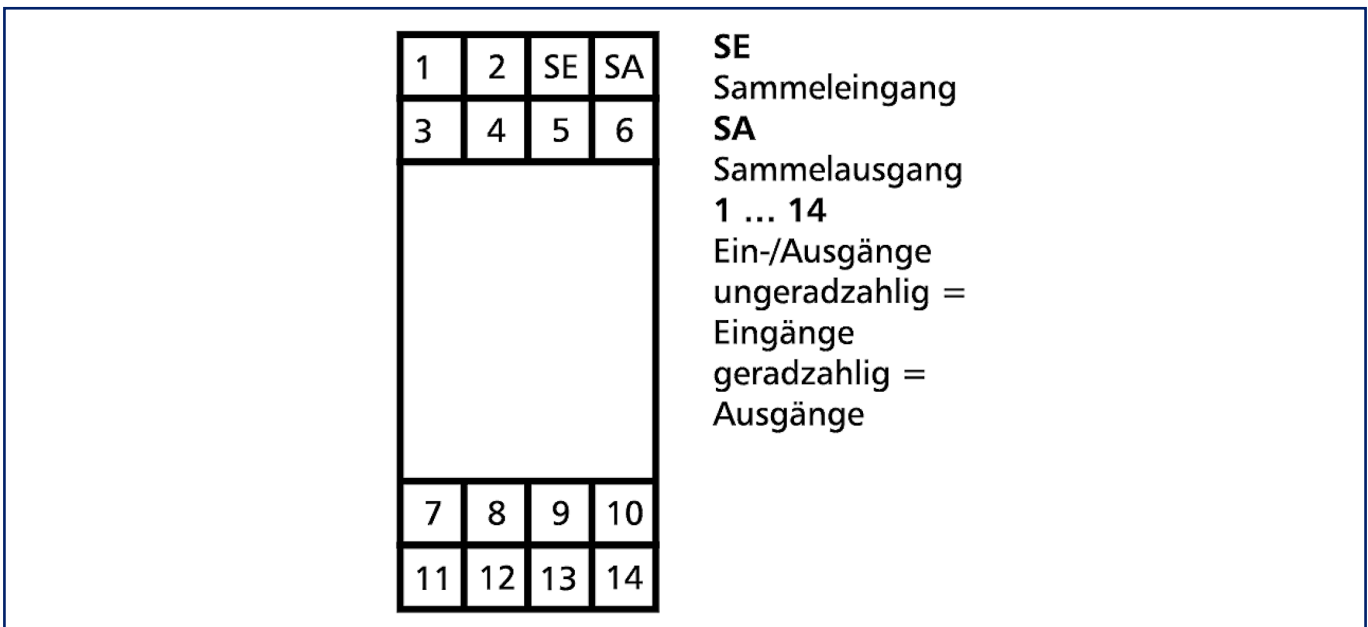 1 2 SE SA
3 4 5 6
7 8 9 10
11 12 13 14
SE
Sammeleingang
SA
Sammelausgang
1 ... 14
Ein-/Ausgänge
ungeradzahlig =
Eingänge
geradzahlig =
Ausgänge